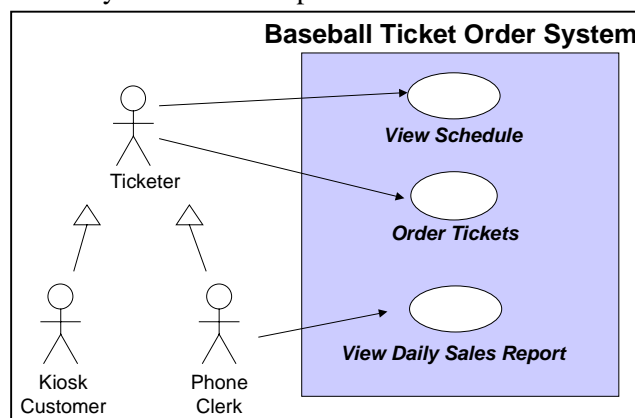 Baseball Ticket Order System
View Schedule
Ticketer
Order Tickets
View Daily Sales Report
Kiosk
Customer
Phone
Clerk